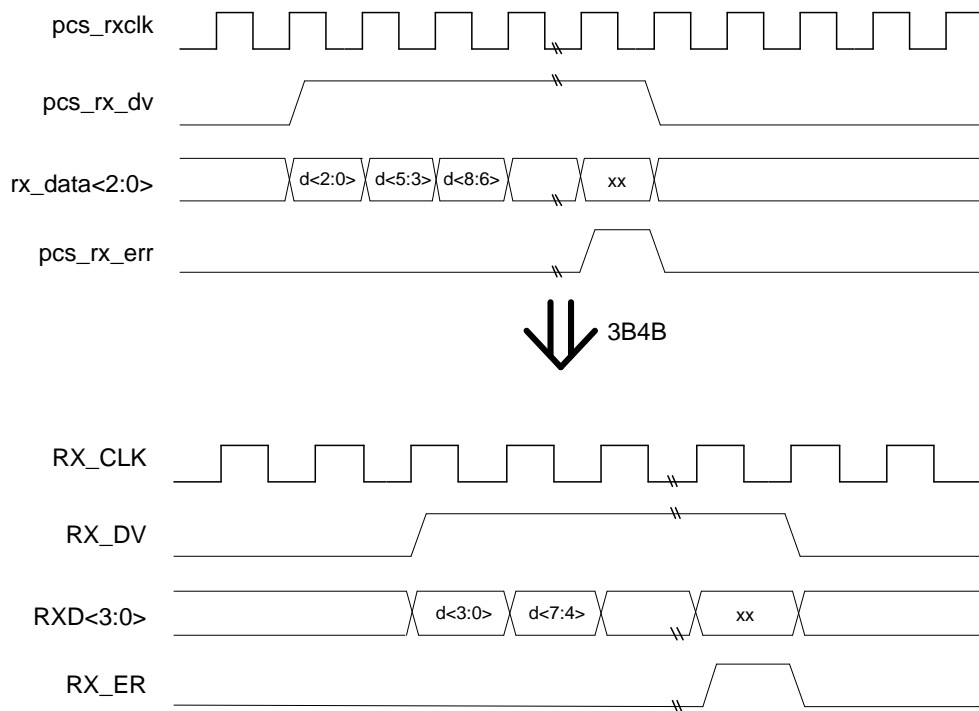 pcs_rxclk
pcs_rx_dv
rx_data<2:0> d<2:0> d<5:3> d<8:6> xx
pcs_rx_err
3B4B
RX_CLK
RX_DV
RXD<3:0> d<3:0> d<7:4> xx
RX_ER